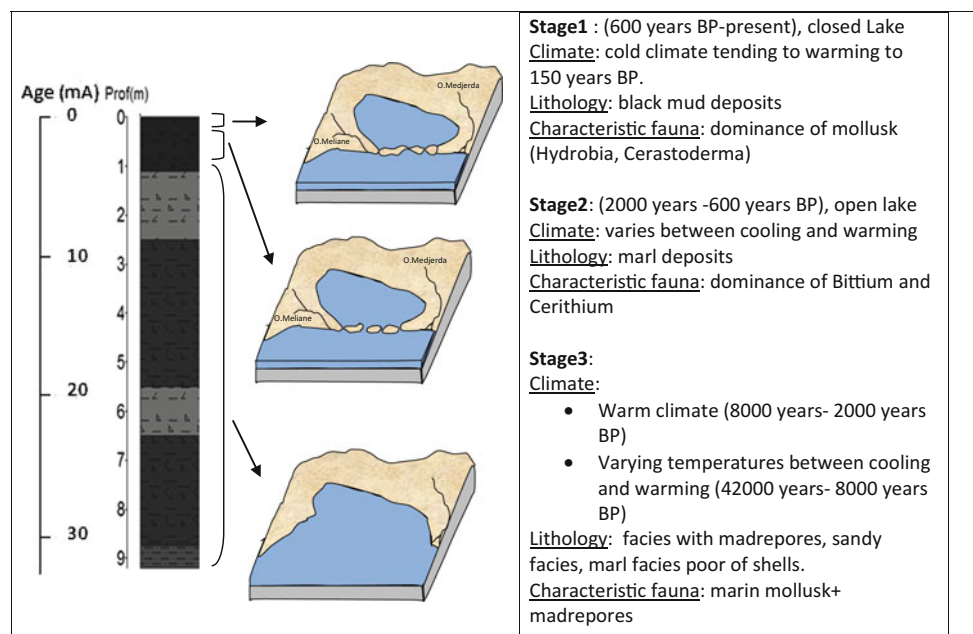 Age (mA) Prof(m)
0
10
20
30
0
1
2
3
4
5
6
7
8
9
O.Medjerda
O.Meliane
O.Medjerda
O.Meliane
Stage1 : (600 years BP-present), closed Lake
Climate: cold climate tending to warming to
150 years BP.
Lithology: black mud deposits
Characteristic fauna: dominance of mollusk
(Hydrobia, Cerastoderma)
Stage2: (2000 years -600 years BP), open lake
Climate: varies between cooling and warming
Lithology: marl deposits
Characteristic fauna: dominance of Bittium and
Cerithium
Stage3:
Climate:
• Warm climate (8000 years- 2000 years
BP)
• Varying temperatures between cooling
and warming (42000 years- 8000 years
BP)
Lithology: facies with madrepores, sandy
facies, marl facies poor of shells.
Characteristic fauna: marin mollusk+
madrepores